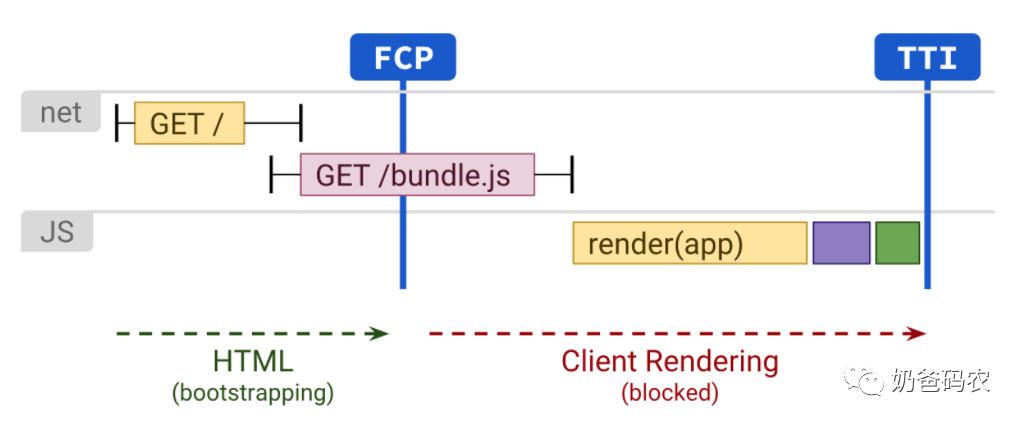 FCP
TTI
net
GET /
GET /bundle.js
JS
render(app)
HTML
(bootstrapping)
Client Rendering
(blocked)
奶爸码农